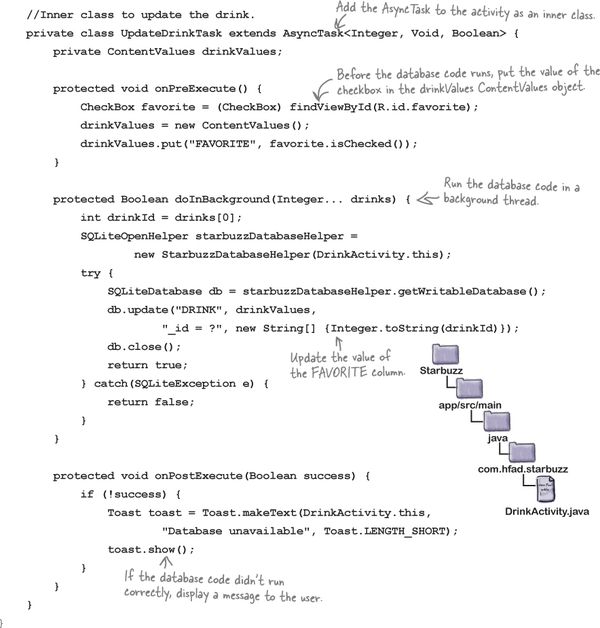 //Inner class to update the drink.
Add the AsyncTask to the activity as an inner class.
private class UpdateDrinkTask extends AsyncTask<Integer, Void, Boolean> {
private ContentValues drinkValues;
Before the database code runs, put the value of the
checkbox in the drinkValues ContentValues object.
protected void onPreExecute() {
CheckBox favorite = (CheckBox) findViewById(R.id.favorite);
drinkValues = new ContentValues();
drinkValues.put("FAVORITE", favorite.isChecked());
}
Run the database code in a
background thread.
protected Boolean doInBackground(Integer... drinks) {
int drinkId = drinks[0];
SQLiteOpenHelper starbuzzDatabaseHelper =
new StarbuzzDatabaseHelper(DrinkActivity.this);
try {
SQLiteDatabase db = starbuzzDatabaseHelper.getWritableDatabase();
db.update("DRINK", drinkValues,
"_id = ?", new String[] {Integer.toString(drinkId)});
db.close();
return true;
Update the value of
the FAVORITE column.
} catch(SQLiteException e) {
return false;
}
}
Starbuzz
app/src/main
java
com.hfad.starbuzz
DrinkActivity.java
protected void onPostExecute(Boolean success) {
if (!success) {
Toast toast = Toast.makeText(DrinkActivity.this,
"Database unavailable", Toast.LENGTH_SHORT);
toast.show();
}
If the database code didn't run
correctly, display a message to the user.
}
}
}